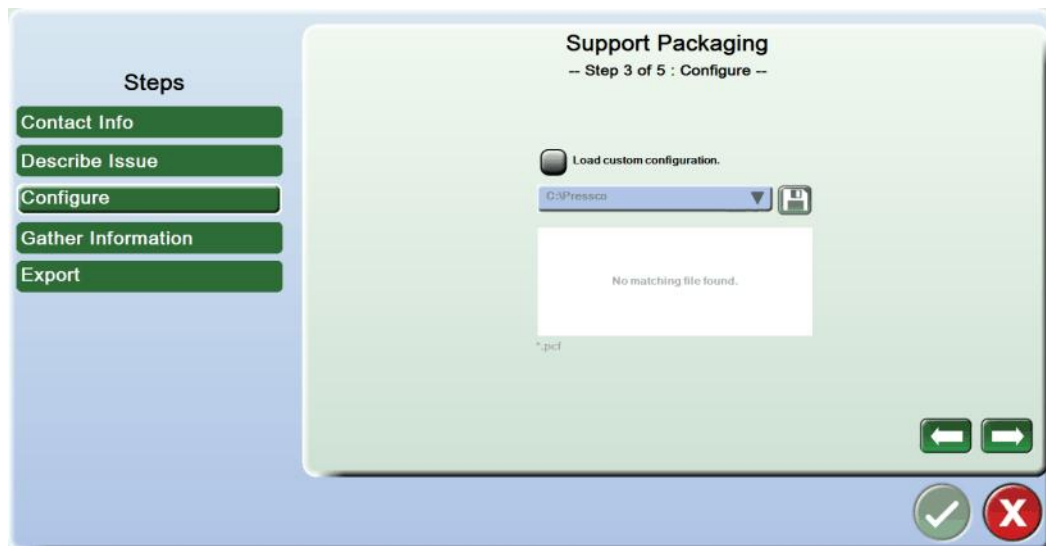 Support Packaging
-- Step 3 of 5 : Configure --
Steps
Contact Info
Describe Issue
Configure
Gather Information
Export
Load custom configuration.
C:\Pressco
No matching file found.
*.pcf
X